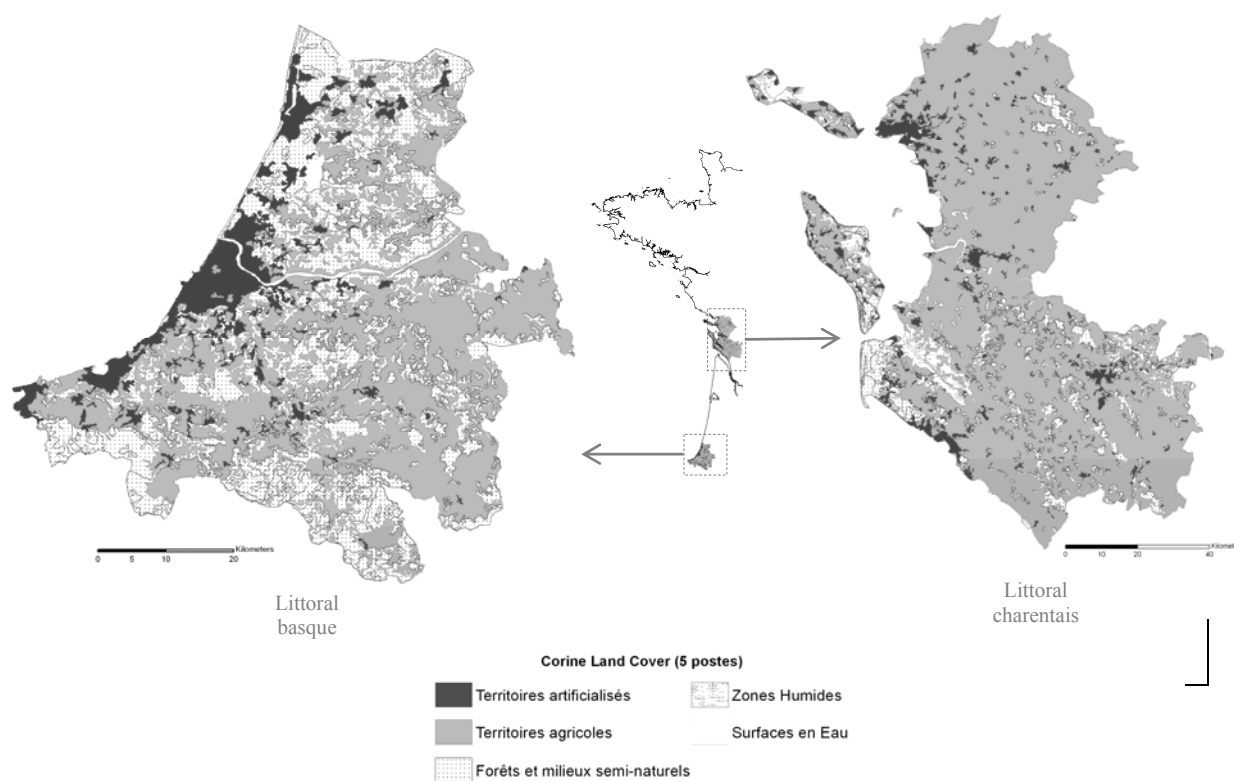 Kilometers
0 5 10 20
Littoral
basque
Kilomet
0 10 20 40
Littoral
charentais
Corine Land Cover (5 postes)
Territoires artificialisés
Zones Humides
Territoires agricoles
Surfaces en Eau
Forêts et milieux semi-naturels